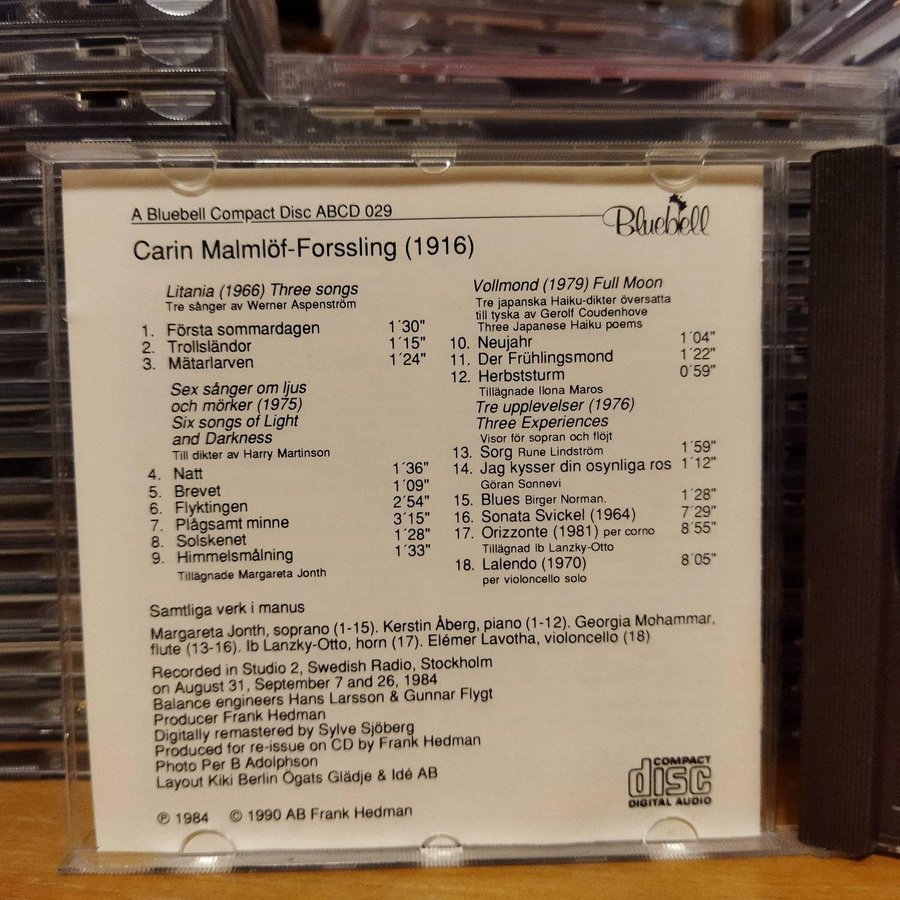 A Bluebell Compact Disc ABCD 029
Bluebell
Carin Malmlöf-Forssling (1916)
Litania (1966) Three songs
Tre sånger av Werner Aspenström
1. Första sommardagen 1´30"
2. Trollsländor 1´15"
3. Mätarlarven 1´24"
Sex sånger om ljus
och mörker (1975)
Six songs of Light
and Darkness
Till dikter av Harry Martinson
4. Natt 1´36"
5. Brevet 1´09"
6. Flyktingen 2´54"
7. Plågsamt minne 3´15"
8. Solskenet 1´28"
9. Himmelsmålning 1´33"
Tillägnade Margareta Jonth
Vollmond (1979) Full Moon
Tre japanska Haiku-dikter översatta
till tyska av Gerolf Coudenhove
Three Japanese Haiku poems
10. Neujahr 1´04"
11. Der Frühlingsmond 1´22"
12. Herbststurm 0´59"
Tillägnade Ilona Maros
Tre upplevelser (1976)
Three Experiences
Visor för sopran och flöjt
13. Sorg Rune Lindström 1´59"
14. Jag kysser din osynliga ros 1´12"
Göran Sonnevi
15. Blues Birger Norman. 1´28"
16. Sonata Svickel (1964) 7´29"
17. Orizzonte (1981) per corno 8´55"
Tillägnad Ib Lanzky-Otto
18. Lalendo (1970) 8´05"
per violoncello solo
Samtliga verk i manus
Margareta Jonth, soprano (1-15). Kerstin Åberg, piano (1-12). Georgia Mohammar,
flute (13-16). Ib Lanzky-Otto, horn (17). Elémer Lavotha, violoncello (18)
Recorded in Studio 2, Swedish Radio, Stockholm
on August 31, September 7 and 26, 1984
Balance engineers Hans Larsson & Gunnar Flygt
Producer Frank Hedman
Digitally remastered by Sylve Sjöberg
Produced for re-issue on CD by Frank Hedman
Photo Per B Adolphson
Layout Kiki Berlin Ögats Glädje & Idé AB
℗ 1984 © 1990 AB Frank Hedman
COMPACT
disc
DIGITAL AUDIO